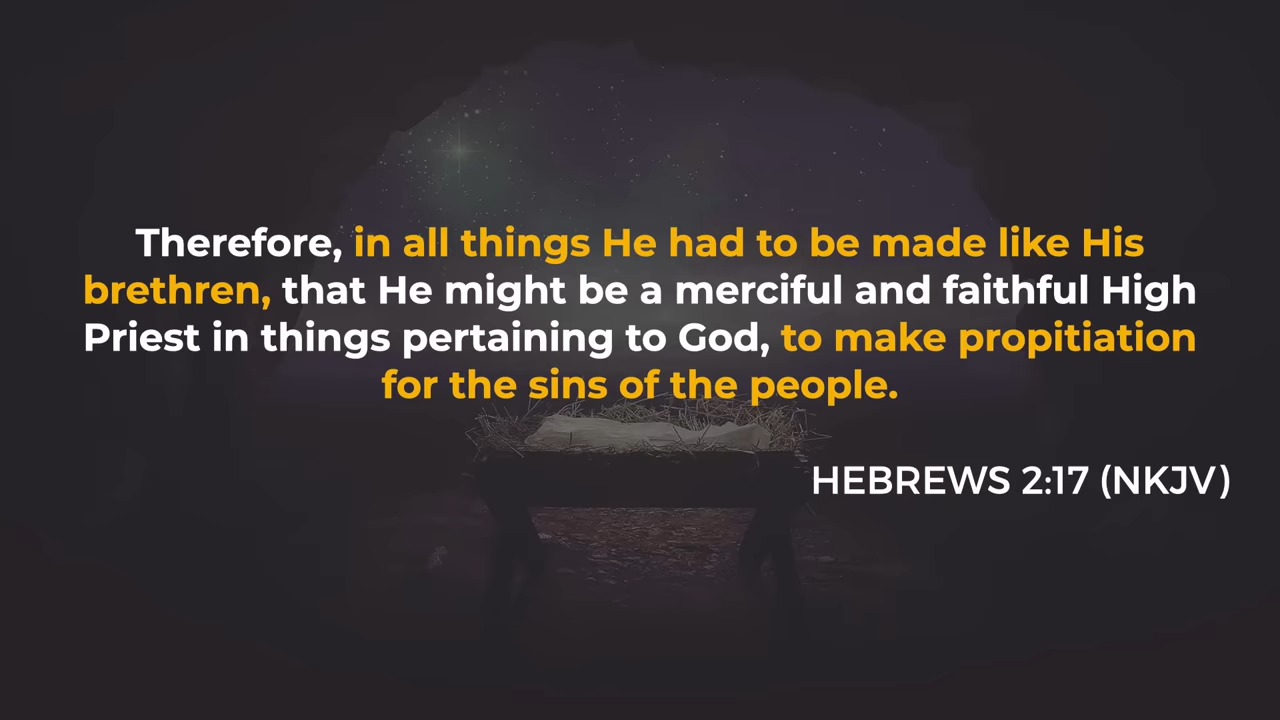 Therefore, in all things He had to be made like His
brethren, that He might be a merciful and faithful High
Priest in things pertaining to God, to make propitiation
for the sins of the people.
HEBREWS 2:17 (NKJV)